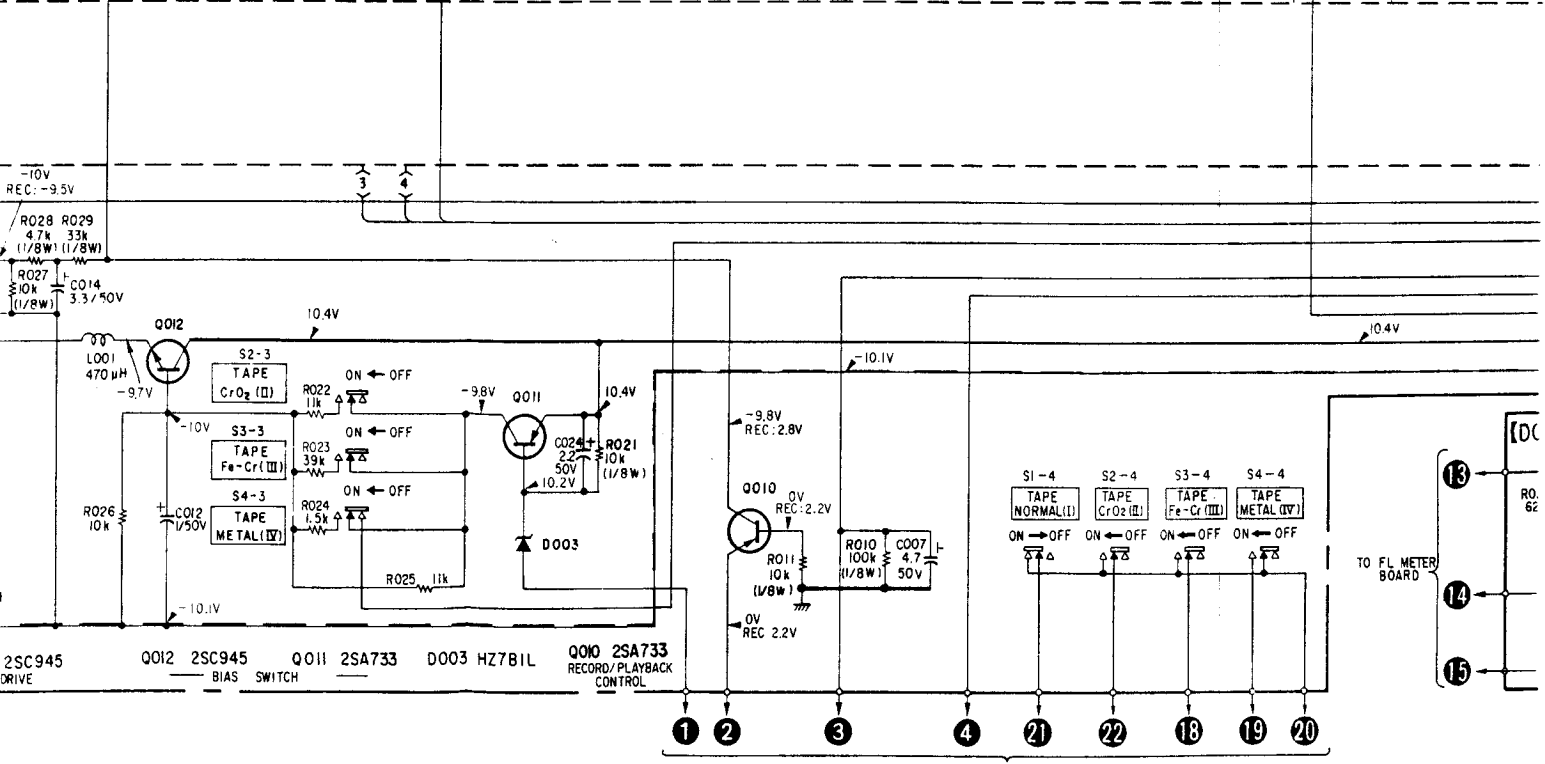 -10V
REC:-9.5V
3
4
R028 R029
4.7k 33k
(1/8W) (1/8W)
R027
10k
(1/8W)
+
C014
3.3/50V
Q012
10.4V
L001
470μH
-9.7V
S2-3
TAPE
CrO2(II)
ON ← OFF
R022
11k
-9.8V
Q011
10.4V
-10V
S3-3
TAPE
Fe-Cr(III)
ON ← OFF
R023
39k
C024 +
2.2
50V
R021
10k
(1/8W)
10.2V
S4-3
TAPE
METAL(IV)
ON ← OFF
R024
1.5k
R026
10k
+
C012
1/50V
D003
R025 11k
-10.1V
10.4V
-10.1V
-9.8V
REC:2.8V
Q010
0V
REC:2.2V
R011
10k
(1/8W)
R010
100k
(1/8W)
C007
4.7
50V
+
0V
REC 2.2V
S1-4
TAPE
NORMAL(I)
ON → OFF
S2-4
TAPE
CrO2(II)
ON ← OFF
S3-4
TAPE
Fe-Cr(III)
ON ← OFF
S4-4
TAPE
METAL(IV)
ON ← OFF
TO FL METER
BOARD
13
14
15
[DC
RO.
62
2SC945
DRIVE
Q012 2SC945
Q011 2SA733
BIAS SWITCH
D003 HZ7B1L
Q010 2SA733
RECORD/PLAYBACK
CONTROL
1 2 3 4 21 22 18 19 20